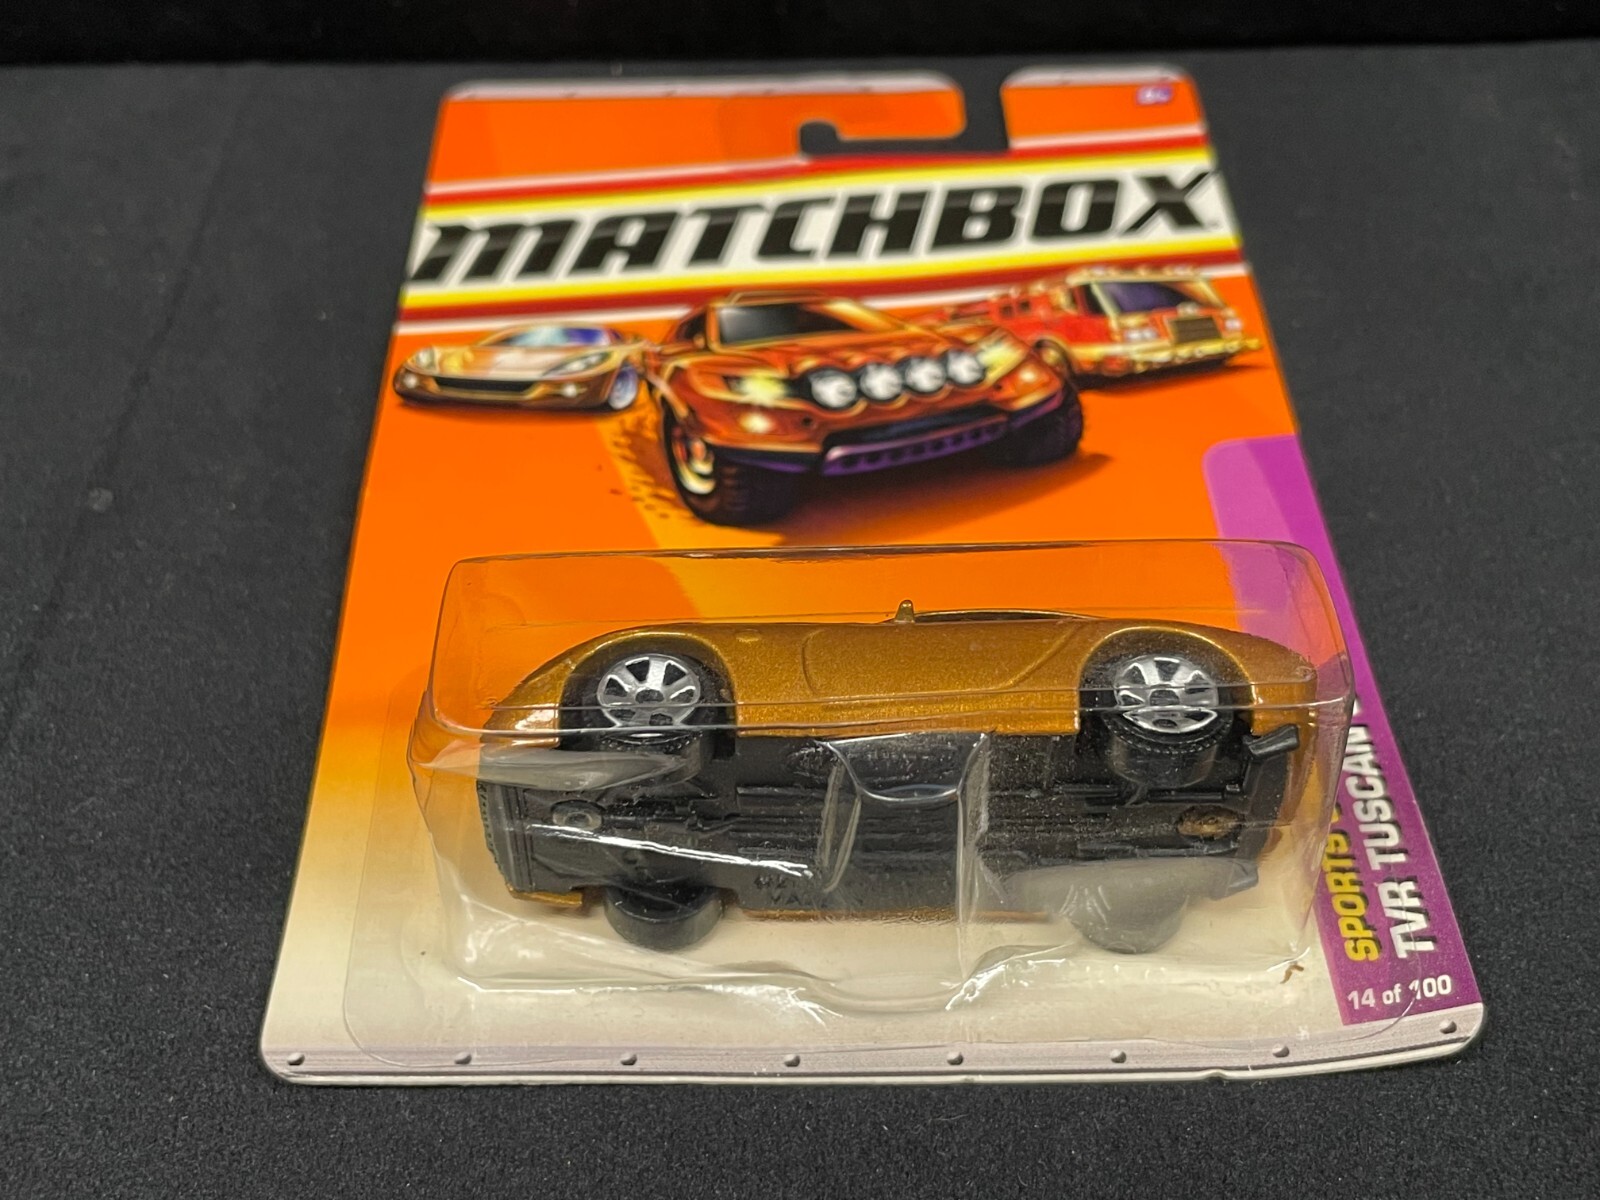 MATCHBOX
SPORTS
TVR TUSCAN
14 of 100